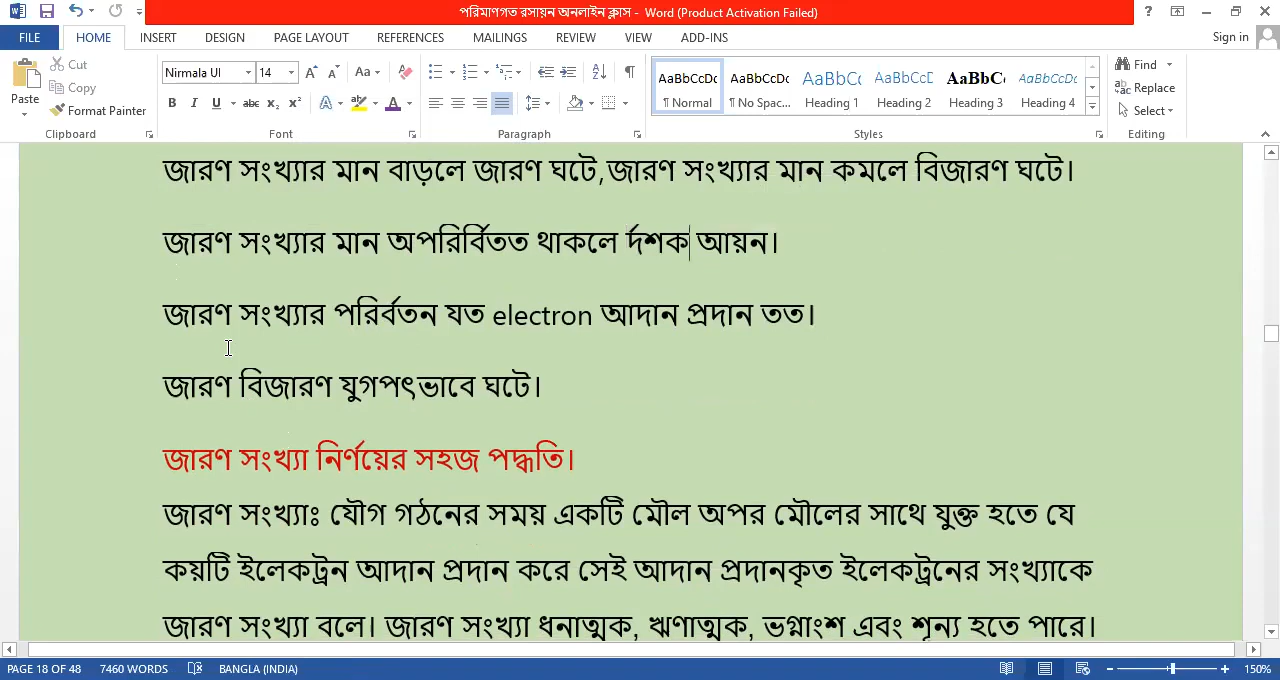 পরিমাণগত রসায়ন অনলাইন ক্লাস - Word (Product Activation Failed)
FILE HOME INSERT DESIGN PAGE LAYOUT REFERENCES MAILINGS REVIEW VIEW ADD-INS Sign in
Paste Cut Copy Format Painter Clipboard
Nirmala UI 14 Font
Paragraph
AaBbCcDc ¶ Normal AaBbCcDc ¶ No Spac... AaBbCc Heading 1 AaBbCcD Heading 2 AaBbC Heading 3 AaBbCcDc Heading 4 Styles
Find Replace Select Editing
জারণ সংখ্যার মান বাড়লে জারণ ঘটে,জারণ সংখ্যার মান কমলে বিজারণ ঘটে।
জারণ সংখ্যার মান অপরির্বিতত থাকলে র্দশক আয়ন।
জারণ সংখ্যার পরির্বতন যত electron আদান প্রদান তত।
জারণ বিজারণ যুগপৎভাবে ঘটে।
জারণ সংখ্যা নির্ণয়ের সহজ পদ্ধতি।
জারণ সংখ্যাঃ যৌগ গঠনের সময় একটি মৌল অপর মৌলের সাথে যুক্ত হতে যে
কয়টি ইলেকট্রন আদান প্রদান করে সেই আদান প্রদানকৃত ইলেকট্রনের সংখ্যাকে
জারণ সংখ্যা বলে। জারণ সংখ্যা ধনাত্মক, ঋণাত্মক, ভগ্নাংশ এবং শূন্য হতে পারে।
PAGE 18 OF 48 7460 WORDS BANGLA (INDIA) 150%